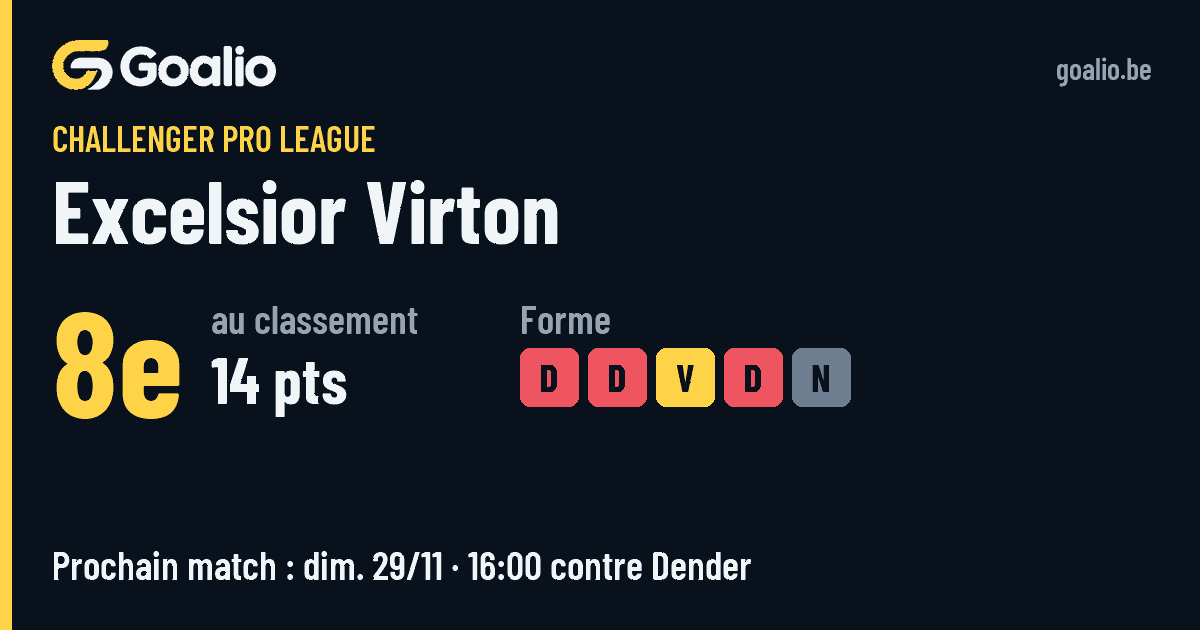 Goalio
goalio.be
CHALLENGER PRO LEAGUE
Excelsior Virton
8e
au classement
14 pts
Forme
D D V D N
Prochain match : dim. 29/11 · 16:00 contre Dender